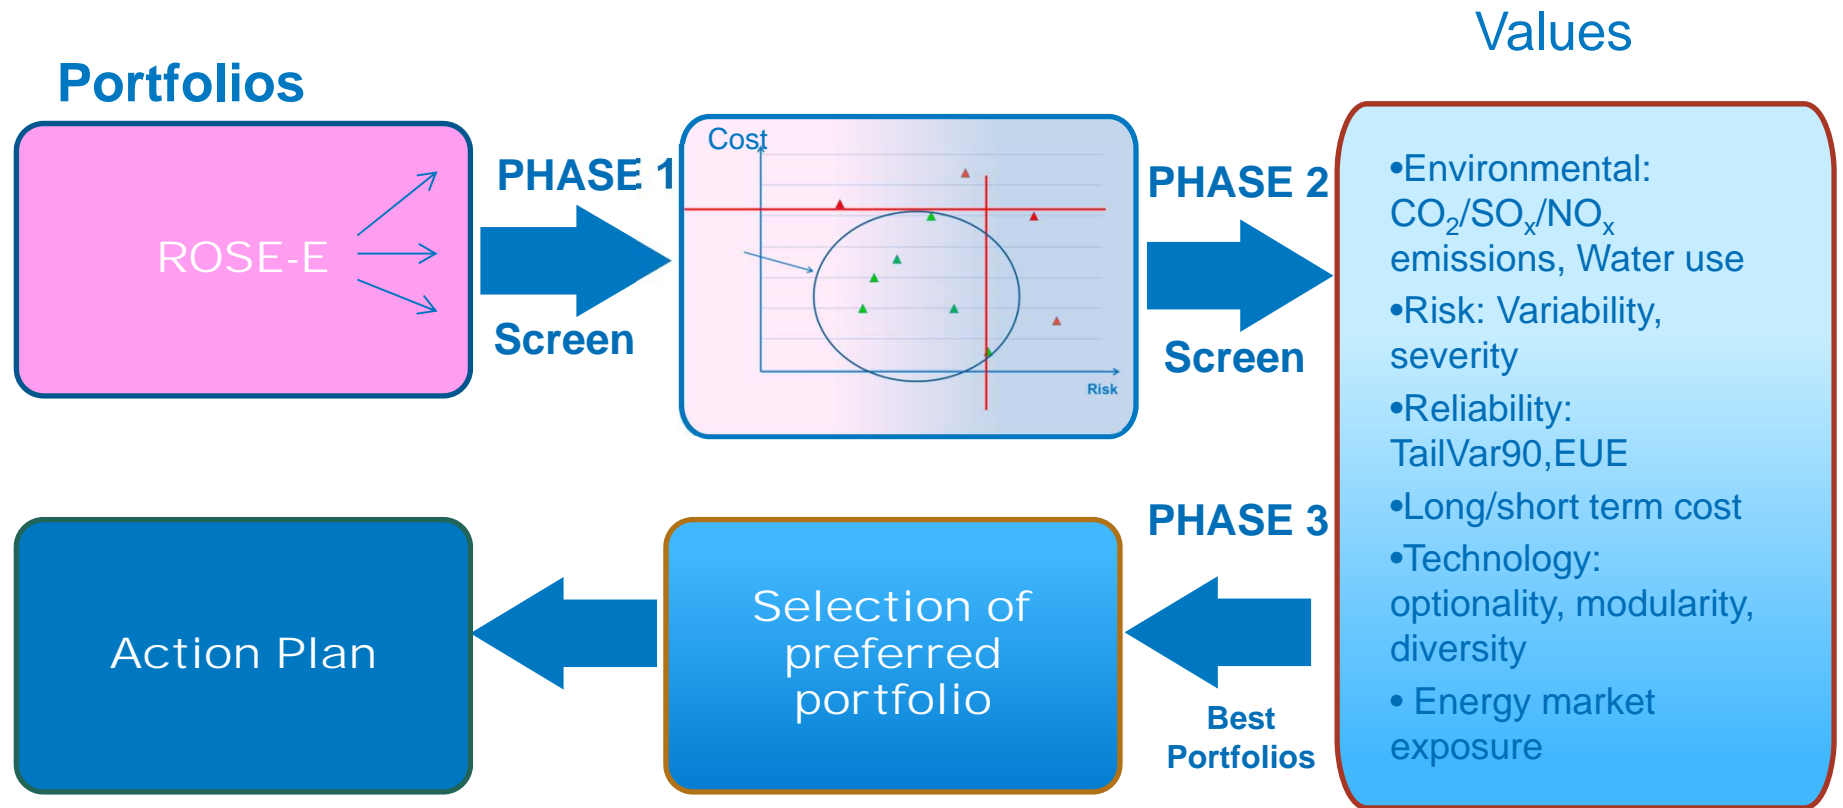 Values
Portfolios
ROSE-E
PHASE 1
Screen
Cost
Risk
PHASE 2
Screen
•Environmental:
CO₂/SOₓ/NOₓ
emissions, Water use
•Risk: Variability,
severity
•Reliability:
TailVar90,EUE
•Long/short term cost
•Technology:
optionality, modularity,
diversity
• Energy market
exposure
PHASE 3
Best
Portfolios
Selection of
preferred
portfolio
Action Plan